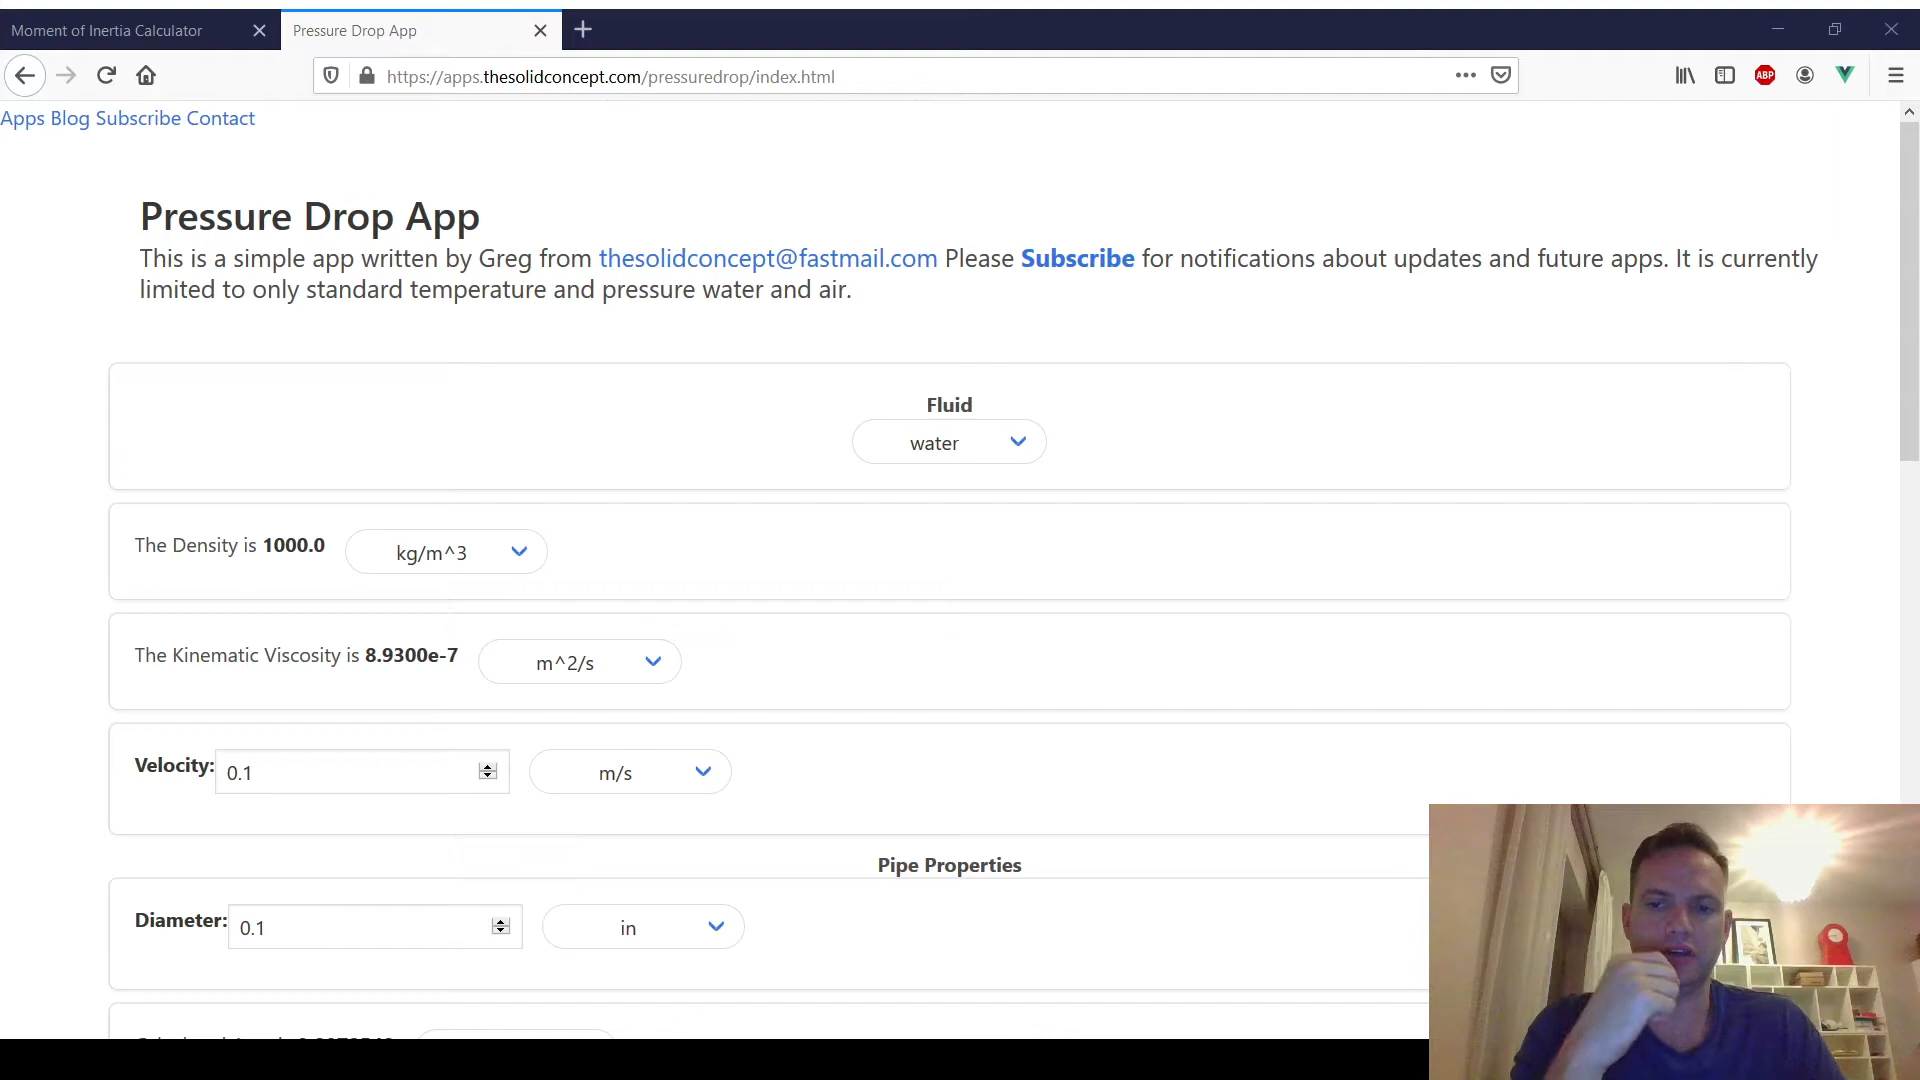 Moment of Inertia Calculator
Pressure Drop App
https://apps.thesolidconcept.com/pressuredrop/index.html
ABP
Apps Blog Subscribe Contact
Pressure Drop App
This is a simple app written by Greg from thesolidconcept@fastmail.com Please Subscribe for notifications about updates and future apps. It is currently
limited to only standard temperature and pressure water and air.
Fluid
water
The Density is 1000.0 kg/m^3
The Kinematic Viscosity is 8.9300e-7 m^2/s
Velocity: 0.1 m/s
Pipe Properties
Diameter: 0.1 in